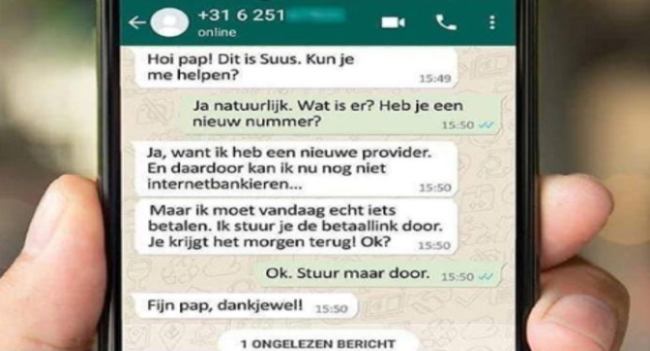 +31 6 251
online
Hoi pap! Dit is Suus. Kun je
me helpen?
15:49
Ja natuurlijk. Wat is er? Heb je een
nieuw nummer?
15:50
Ja, want ik heb een nieuwe provider.
En daardoor kan ik nu nog niet
internetbankieren...
15:50
Maar ik moet vandaag echt iets
betalen. Ik stuur je de betaallink door.
Je krijgt het morgen terug! Ok?
15:50
Ok. Stuur maar door.
15:50
Fijn pap, dankjewel!
15:50
1 ONGELEZEN BERICHT